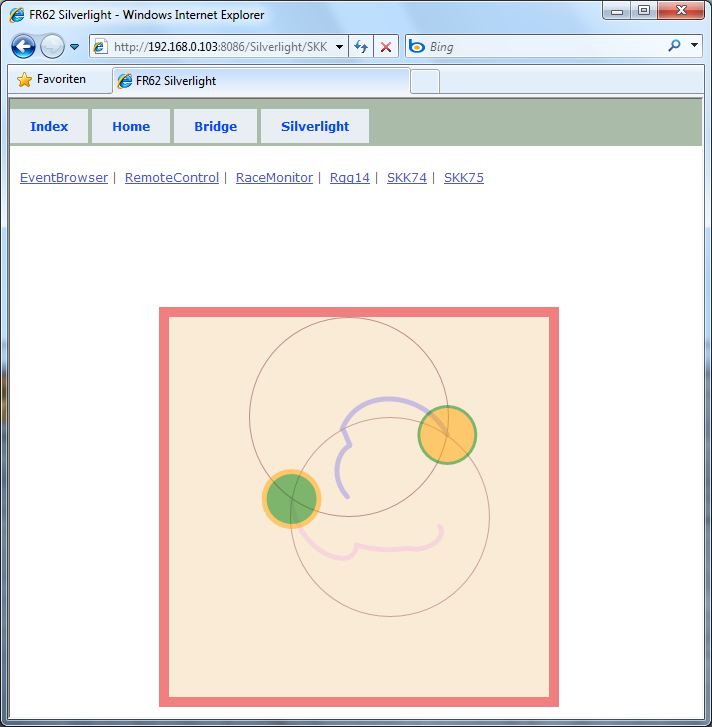 FR62 Silverlight - Windows Internet Explorer
http://192.168.0.103:8086/Silverlight/SKK
Bing
Favoriten FR62 Silverlight
Index Home Bridge Silverlight
EventBrowser | RemoteControl | RaceMonitor | Rgg14 | SKK74 | SKK75